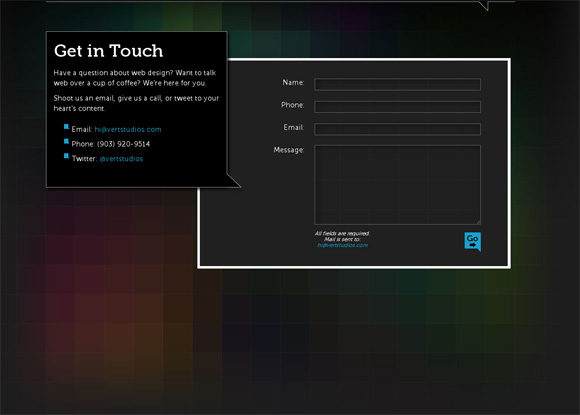 Get in Touch
Have a question about web design? Want to talk
web over a cup of coffee? We're here for you.
Shoot us an email, give us a call, or tweet to your
heart's content.
Email: hi@vertstudios.com
Phone: (903) 920-9514
Twitter: @vertstudios
Name:
Phone:
Email:
Message:
All fields are required
Mail is sent to:
hi@vertstudios.com
Go